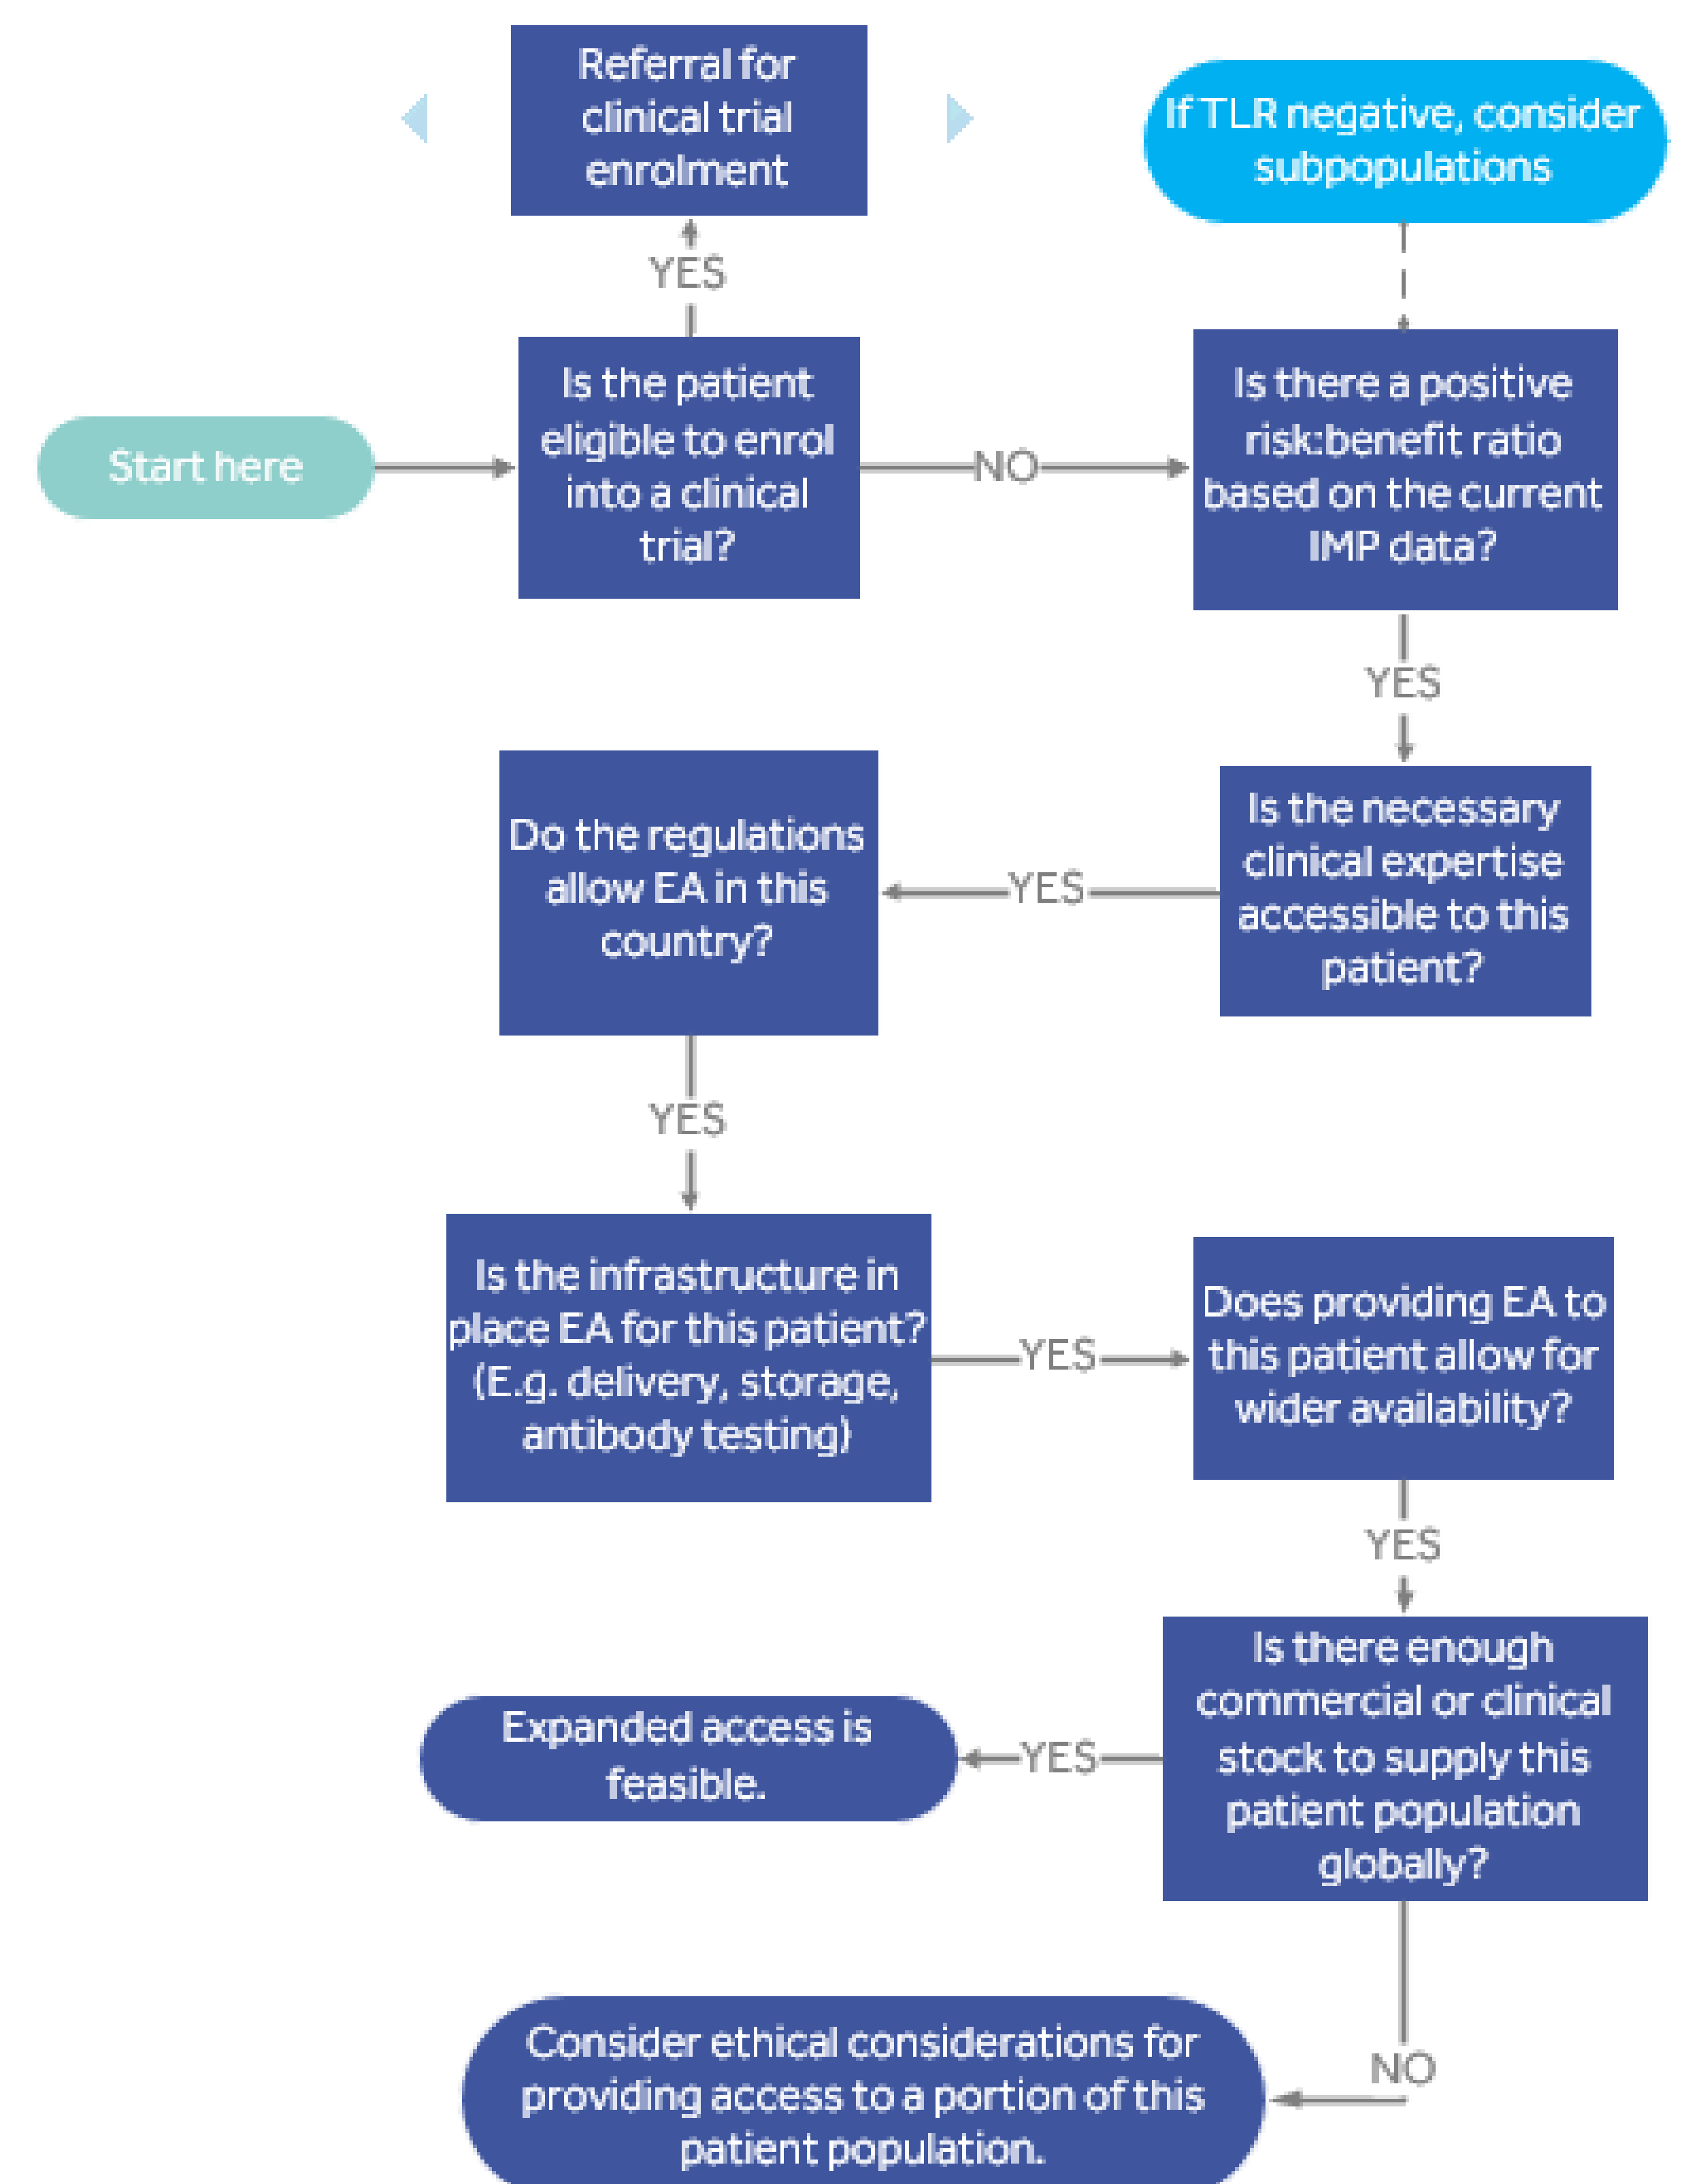 Referral for
clinical trial
enrolment
If TLR negative, consider
subpopulations
YES
Start here
Is the patient
eligible to enrol
into a clinical
trial?
NO
Is there a positive
risk:benefit ratio
based on the current
IMP data?
YES
Is the necessary
clinical expertise
accessible to this
patient?
YES
Do the regulations
allow EA in this
country?
YES
Is the infrastructure in
place EA for this patient?
(E.g. delivery, storage,
antibody testing)
YES
Does providing EA to
this patient allow for
wider availability?
YES
Is there enough
commercial or clinical
stock to supply this
patient population
globally?
YES
Expanded access is
feasible.
NO
Consider ethical considerations for
providing access to a portion of this
patient population.